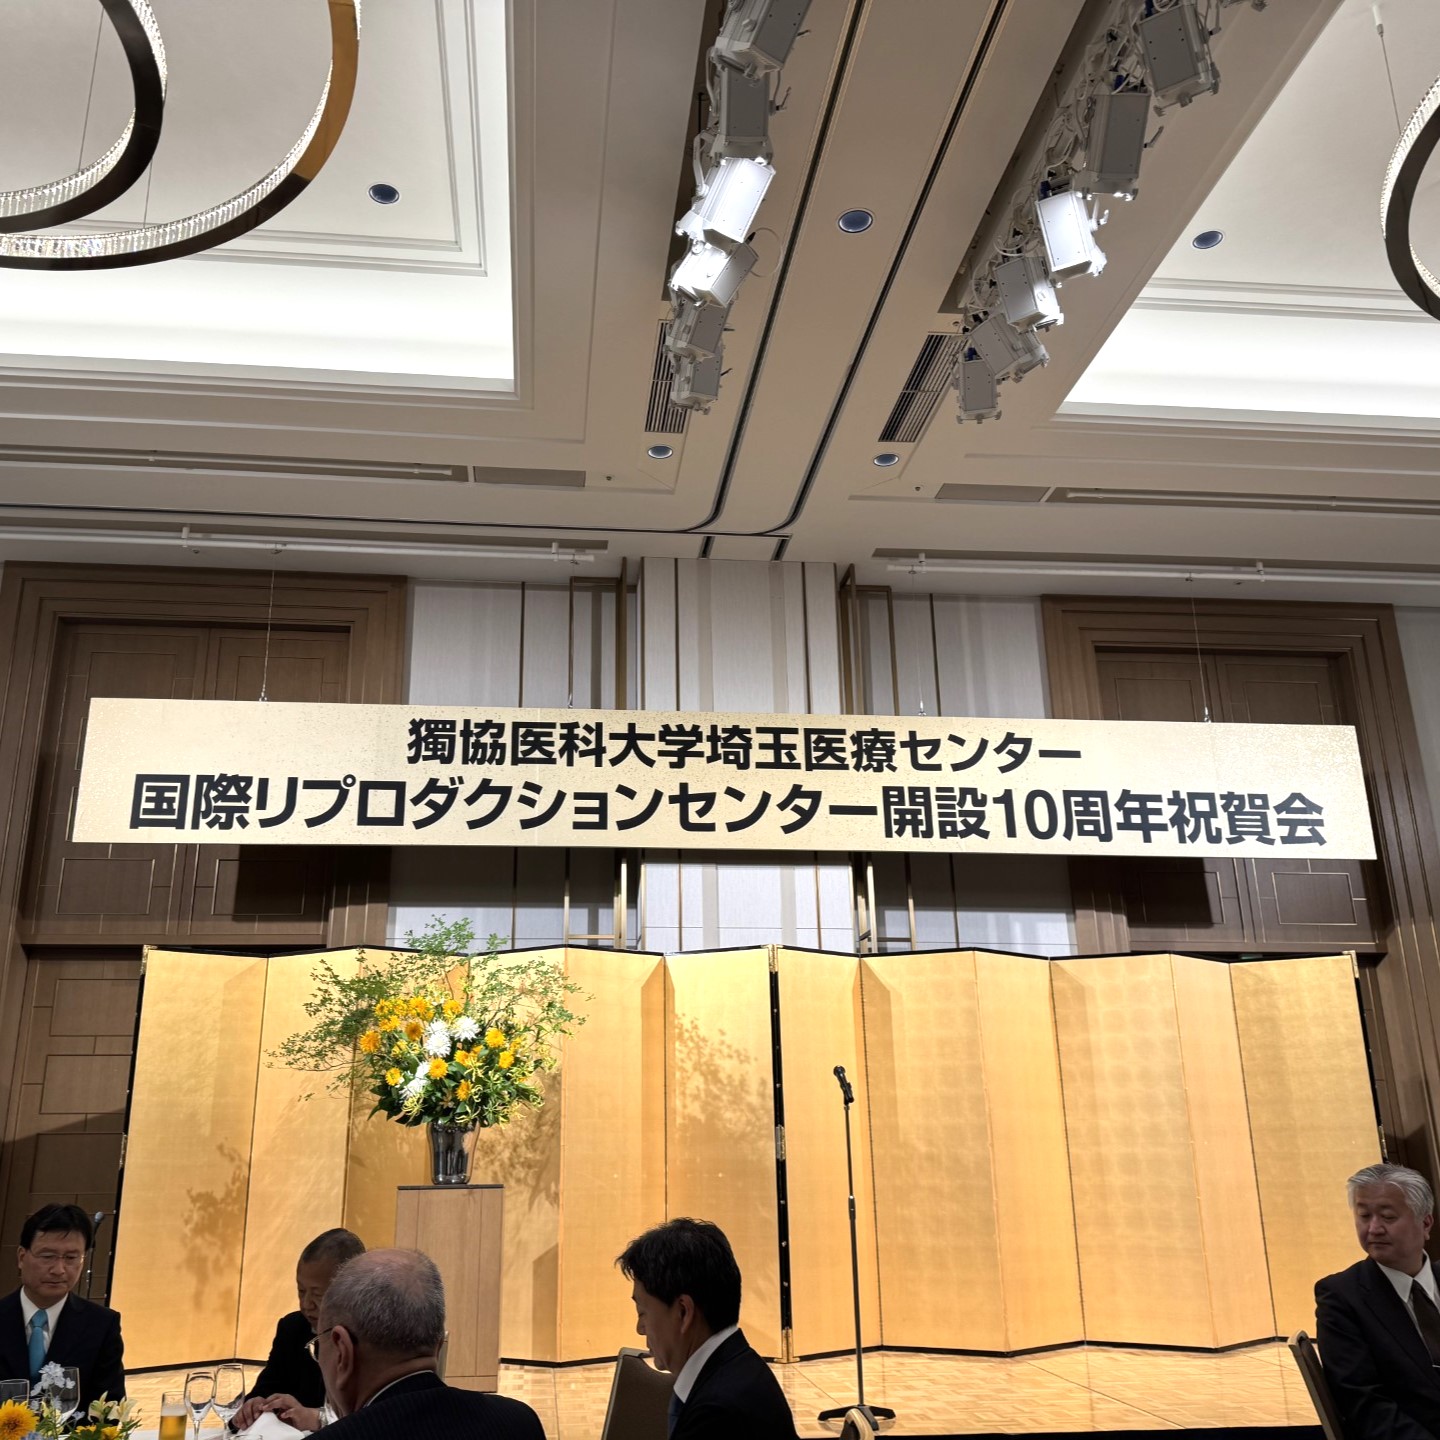 獨協医科大学埼玉医療センター
国際リプロダクションセンター開設10周年祝賀会